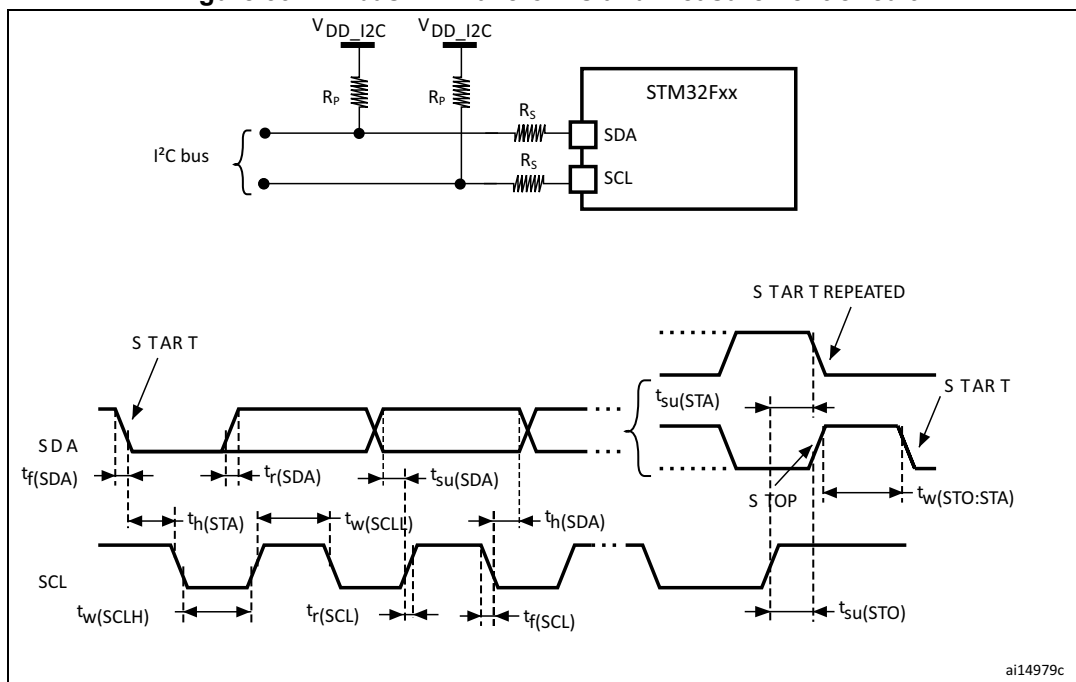 V DD_I2C V DD_I2C
STM32Fxx
RP RP
RS
SDA
I²C bus
RS
SCL
S TAR T REPEATED
S TAR T
tsu(STA)
S TAR T
S D A
tf(SDA) tr(SDA) tsu(SDA)
S TOP
tw(STO:STA)
th(STA) tw(SCLL) th(SDA)
SCL
tw(SCLH) tr(SCL) tf(SCL) tsu(STO)
ai14979c